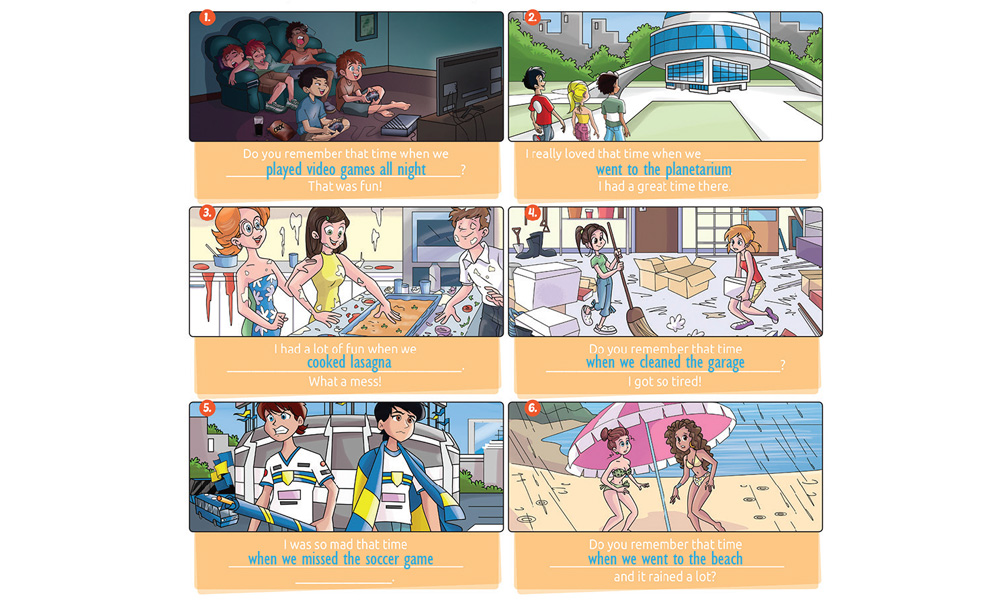 1.
Do you remember that time when we
played video games all night ?
That was fun!
2.
I really loved that time when we
went to the planetarium
I had a great time there.
3.
I had a lot of fun when we
cooked lasagna .
What a mess!
4.
Do you remember that time
when we cleaned the garage ?
I got so tired!
5.
I was so mad that time
when we missed the soccer game
.
6.
Do you remember that time
when we went to the beach
and it rained a lot?